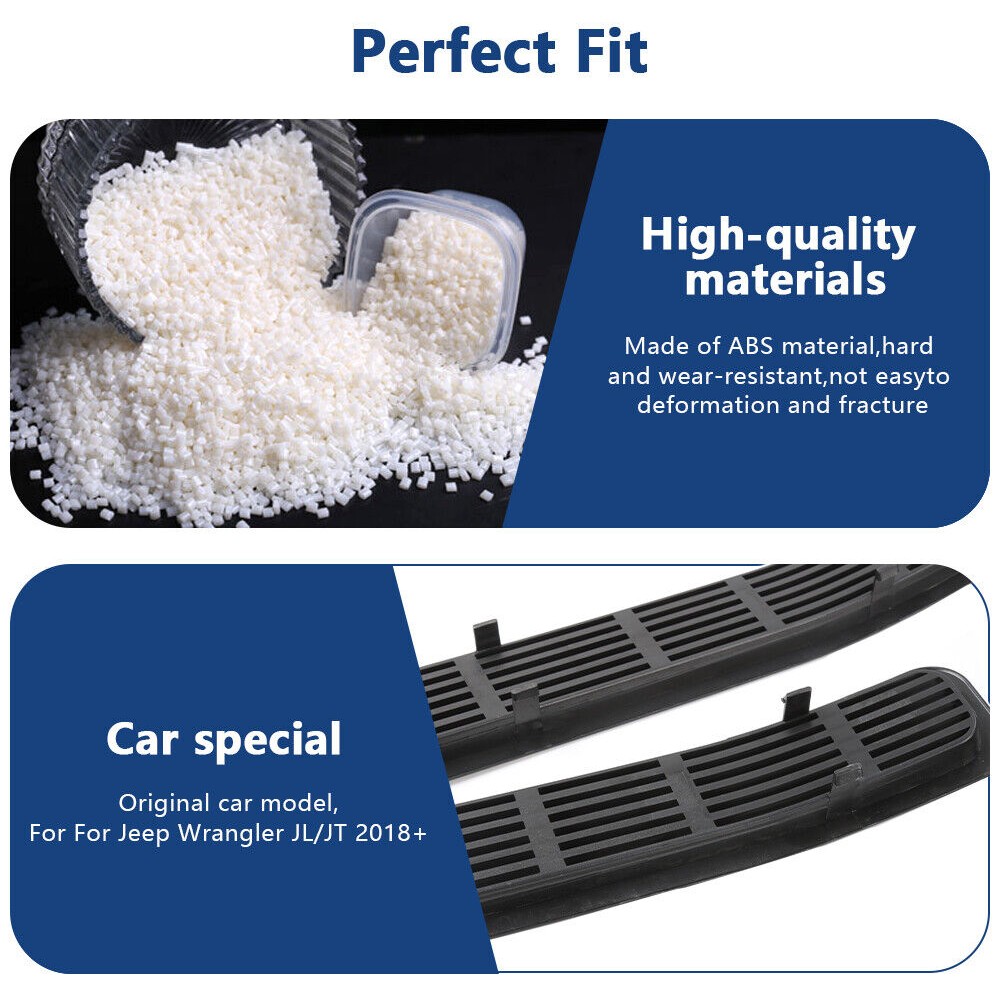 Perfect Fit
High-quality
materials
Made of ABS material,hard
and wear-resistant,not easyto
deformation and fracture
Car special
Original car model,
For For Jeep Wrangler JL/JT 2018+